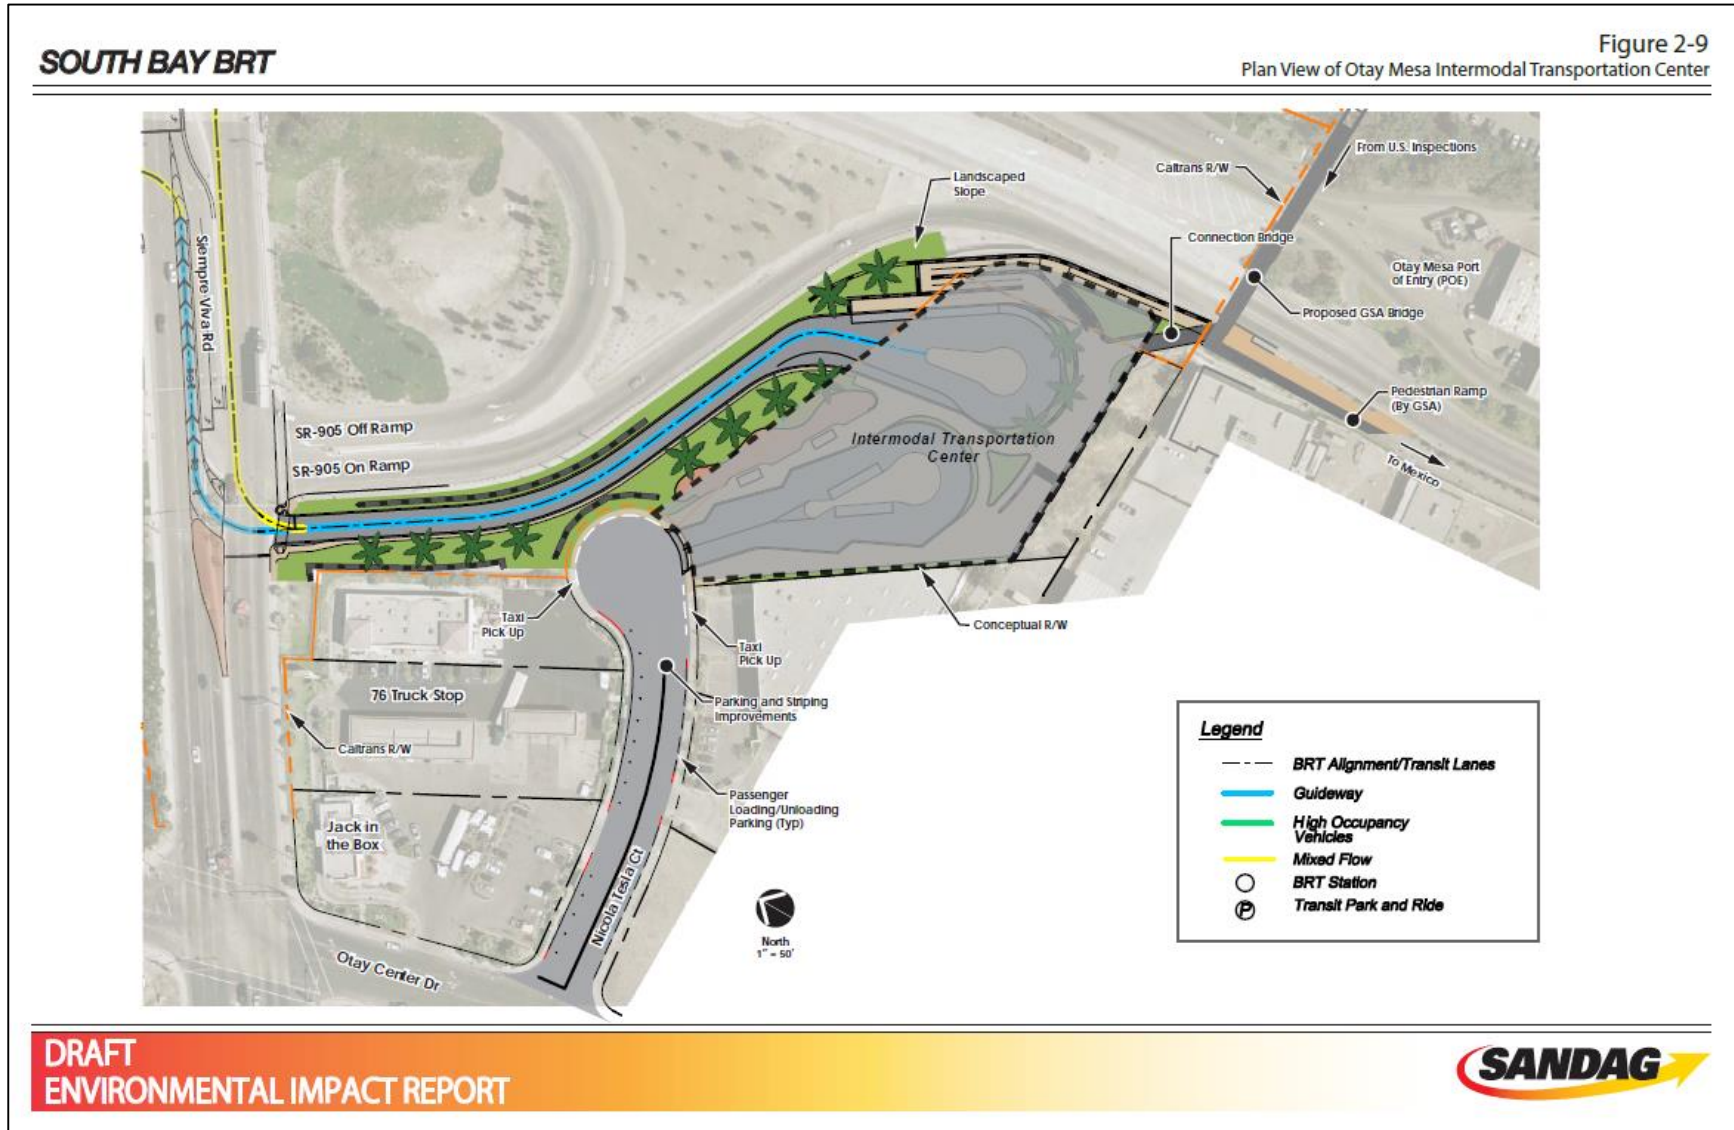 SOUTH BAY BRT
Figure 2-9
Plan View of Otay Mesa Intermodal Transportation Center
From U.S. Inspections
Caltrans R/W
Landscaped
Slope
Connection Bridge
Siempre Viva Rd
Otay Mesa Port
of Entry (POE)
Proposed GSA Bridge
Pedestrian Ramp
(By GSA)
SR-905 Off Ramp
Intermodal Transportation
Center
SR-905 On Ramp
To Mexico
Taxi
Pick Up
Conceptual R/W
Taxi
Pick Up
76 Truck Stop
Parking and Striping
Improvements
Caltrans R/W
Passenger
Loading/Unloading
Parking (Typ)
Jack in
the Box
Nicola Tesla Ct
Otay Center Dr
North
1" = 50'
Legend
BRT Alignment/Transit Lanes
Guideway
High Occupancy
Vehicles
Mixed Flow
BRT Station
P
Transit Park and Ride
DRAFT
ENVIRONMENTAL IMPACT REPORT
SANDAG